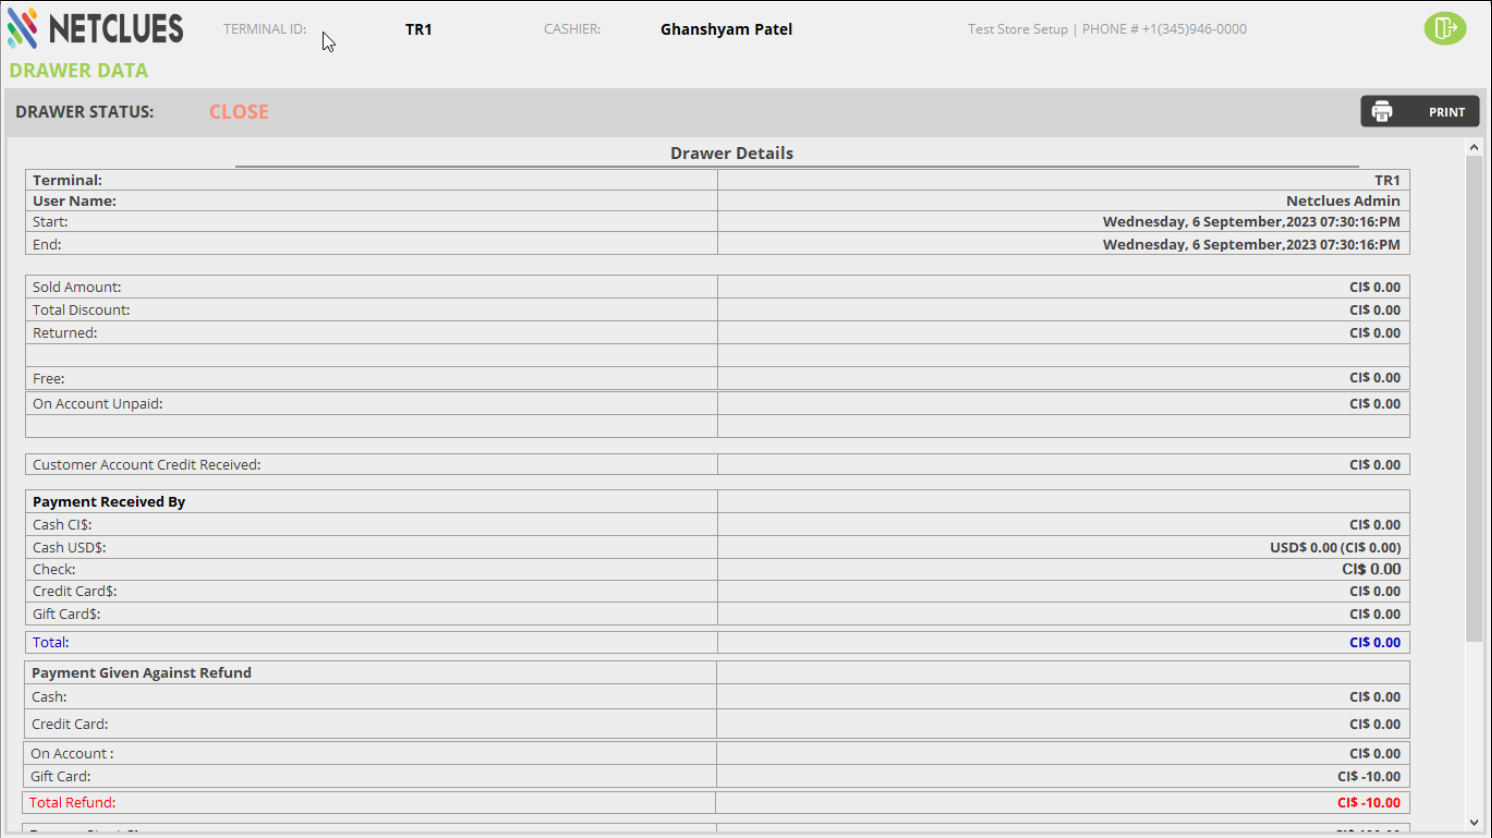 NETCLUES TERMINAL ID: TR1 CASHIER: Ghanshyam Patel Test Store Setup | PHONE # +1(345)946-0000
DRAWER DATA
DRAWER STATUS: CLOSE PRINT
Drawer Details
Terminal: TR1
User Name: Netclues Admin
Start: Wednesday, 6 September,2023 07:30:16:PM
End: Wednesday, 6 September,2023 07:30:16:PM
Sold Amount: CI$ 0.00
Total Discount: CI$ 0.00
Returned: CI$ 0.00
Free: CI$ 0.00
On Account Unpaid: CI$ 0.00
Customer Account Credit Received: CI$ 0.00
Payment Received By
Cash CI$: CI$ 0.00
Cash USD$: USD$ 0.00 (CI$ 0.00)
Check: CI$ 0.00
Credit Card$: CI$ 0.00
Gift Card$: CI$ 0.00
Total: CI$ 0.00
Payment Given Against Refund
Cash: CI$ 0.00
Credit Card: CI$ 0.00
On Account : CI$ 0.00
Gift Card: CI$ -10.00
Total Refund: CI$ -10.00